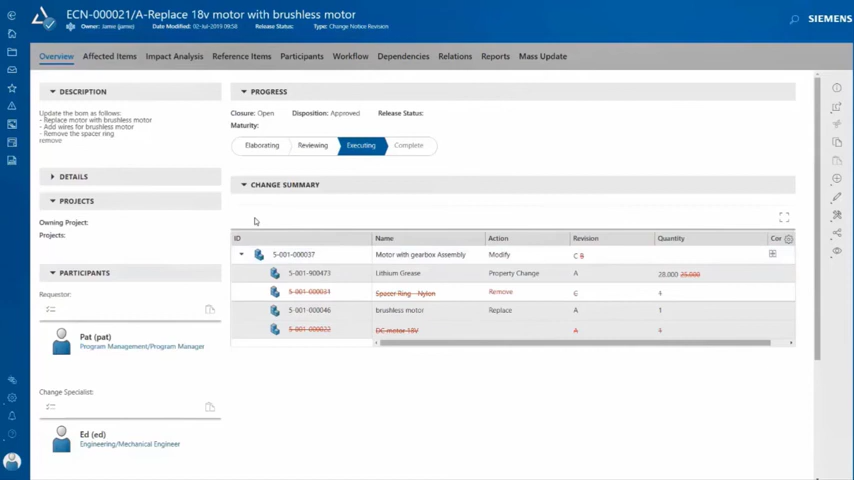 ECN-000021/A-Replace 18v motor with brushless motor
Owner: Jamie (jamie) Date Modified: 02-Jul-2019 09:58 Release Status: Type: Change Notice Revision
SIEMENS
Overview Affected Items Impact Analysis Reference Items Participants Workflow Dependencies Relations Reports Mass Update
DESCRIPTION
Update the bom as follows:
- Replace motor with brushless motor
- Add wires for brushless motor
- Remove the spacer ring
remove
DETAILS
PROJECTS
Owning Project:
Projects:
PARTICIPANTS
Requestor:
Pat (pat)
Program Management/Program Manager
Change Specialist:
Ed (ed)
Engineering/Mechanical Engineer
PROGRESS
Closure: Open Disposition: Approved Release Status:
Maturity:
Elaborating Reviewing Executing Complete
CHANGE SUMMARY
ID Name Action Revision Quantity Cor
5-001-000037 Motor with gearbox Assembly Modify C B
5-001-900473 Lithium Grease Property Change A 28.000 25.000
5-001-000031 Spacer Ring - Nylon Remove C 1
5-001-000046 brushless motor Replace A 1
5-001-000022 DC motor 18V A 1